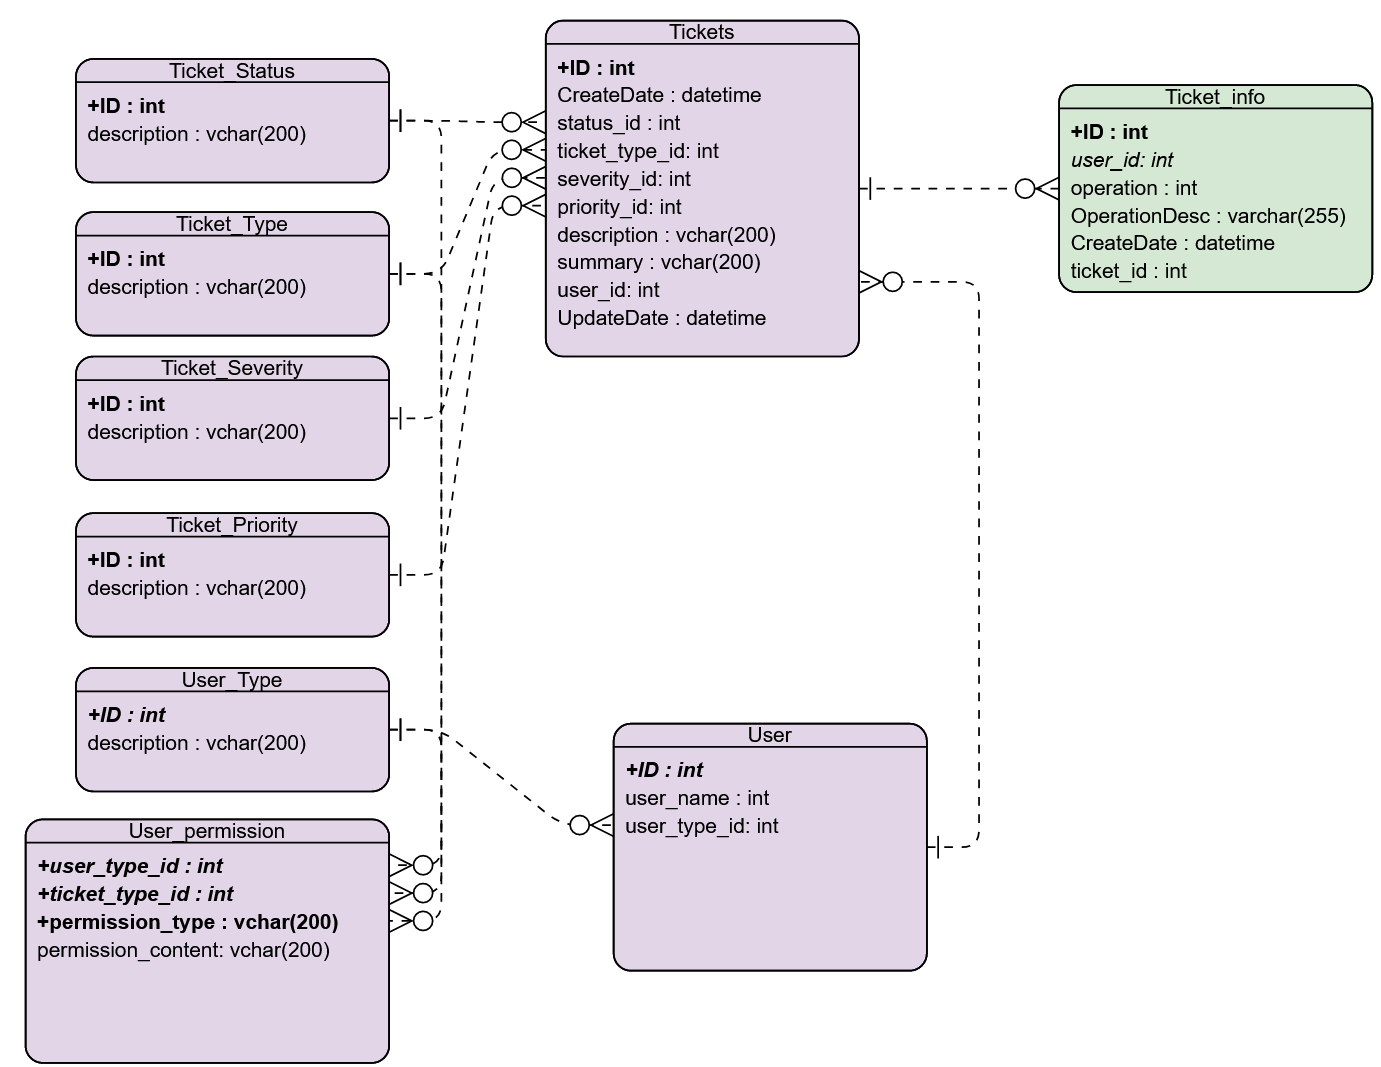 Ticket_Status
+ID : int
description : vchar(200)
Ticket_Type
+ID : int
description : vchar(200)
Ticket_Severity
+ID : int
description : vchar(200)
Ticket_Priority
+ID : int
description : vchar(200)
User_Type
+ID : int
description : vchar(200)
User_permission
+user_type_id : int
+ticket_type_id : int
+permission_type : vchar(200)
permission_content: vchar(200)
Tickets
+ID : int
CreateDate : datetime
status_id : int
ticket_type_id: int
severity_id: int
priority_id: int
description : vchar(200)
summary : vchar(200)
user_id: int
UpdateDate : datetime
User
+ID : int
user_name : int
user_type_id: int
Ticket_info
+ID : int
user_id: int
operation : int
OperationDesc : varchar(255)
CreateDate : datetime
ticket_id : int